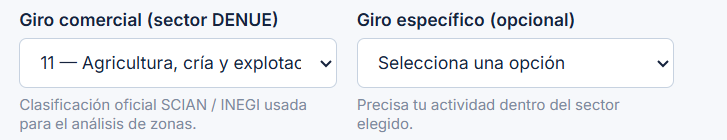 Giro comercial (sector DENUE)
11 — Agricultura, cría y explotac
Clasificación oficial SCIAN / INEGI usada
para el análisis de zonas.
Giro específico (opcional)
Selecciona una opción
Precisa tu actividad dentro del sector
elegido.